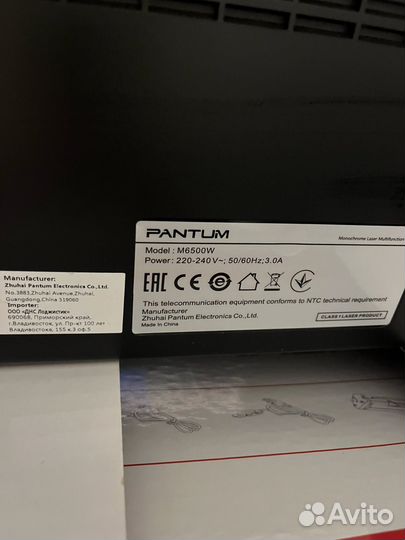 PANTUM
Monochrome Laser Multifunction
Model : M6500W
Power : 220-240V~; 50/60Hz; 3.0A
EAC CE
This telecommunication equipment conforms to NTC technical requirement
Manufacturer
Zhuhai Pantum Electronics Co.,Ltd.
Made in China
CLASS 1 LASER PRODUCT
Manufacturer:
Zhuhai Pantum Electronics Co., Ltd.
No.3883,Zhuhai Avenue,Zhuhai,
Guangdong,China 519060
Importer:
ООО «ДНС Лоджистик»
690068, Приморский край,
г.Владивосток, ул. Пр-кт 100 лет
Владивостока, 155 к.3 оф.5
Avito